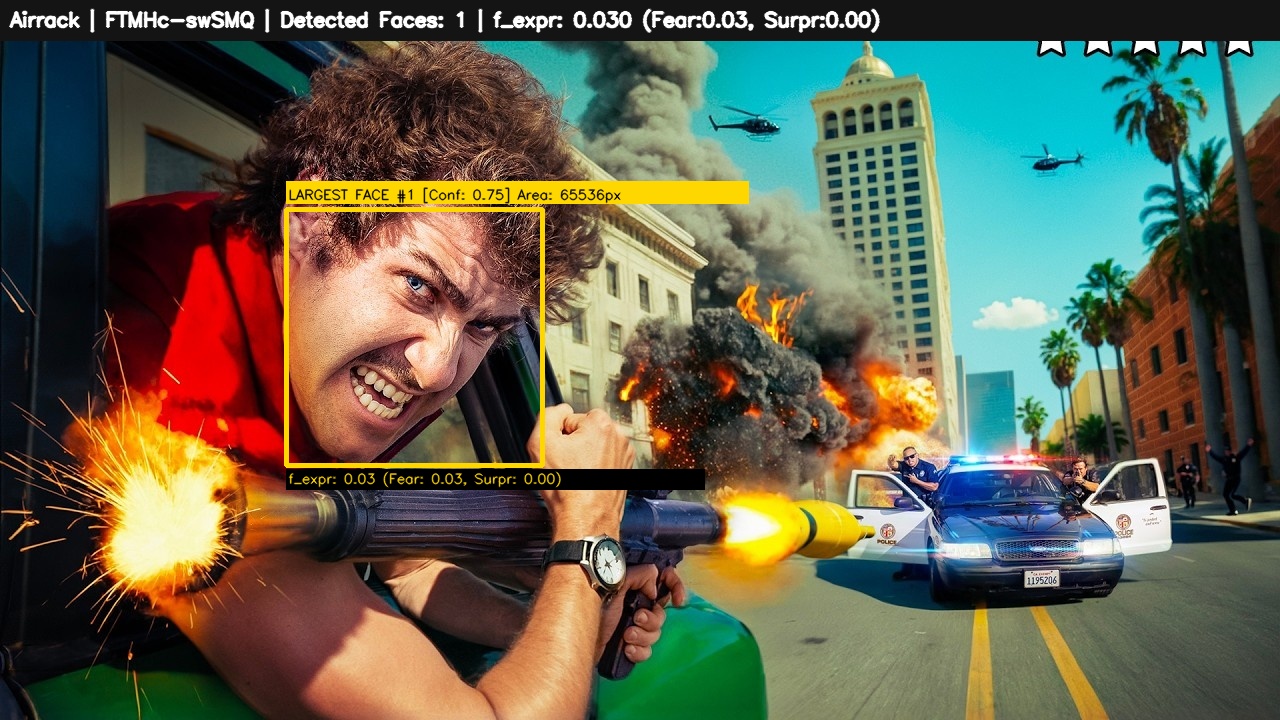 Airrack | FTMHc-swSMQ | Detected Faces: 1 | f_expr: 0.030 (Fear:0.03, Surpr:0.00)
LARGEST FACE #1 [Conf: 0.75] Area: 65536px
f_expr: 0.03 (Fear: 0.03, Surpr: 0.00)
POLICE
POLICE
1195206